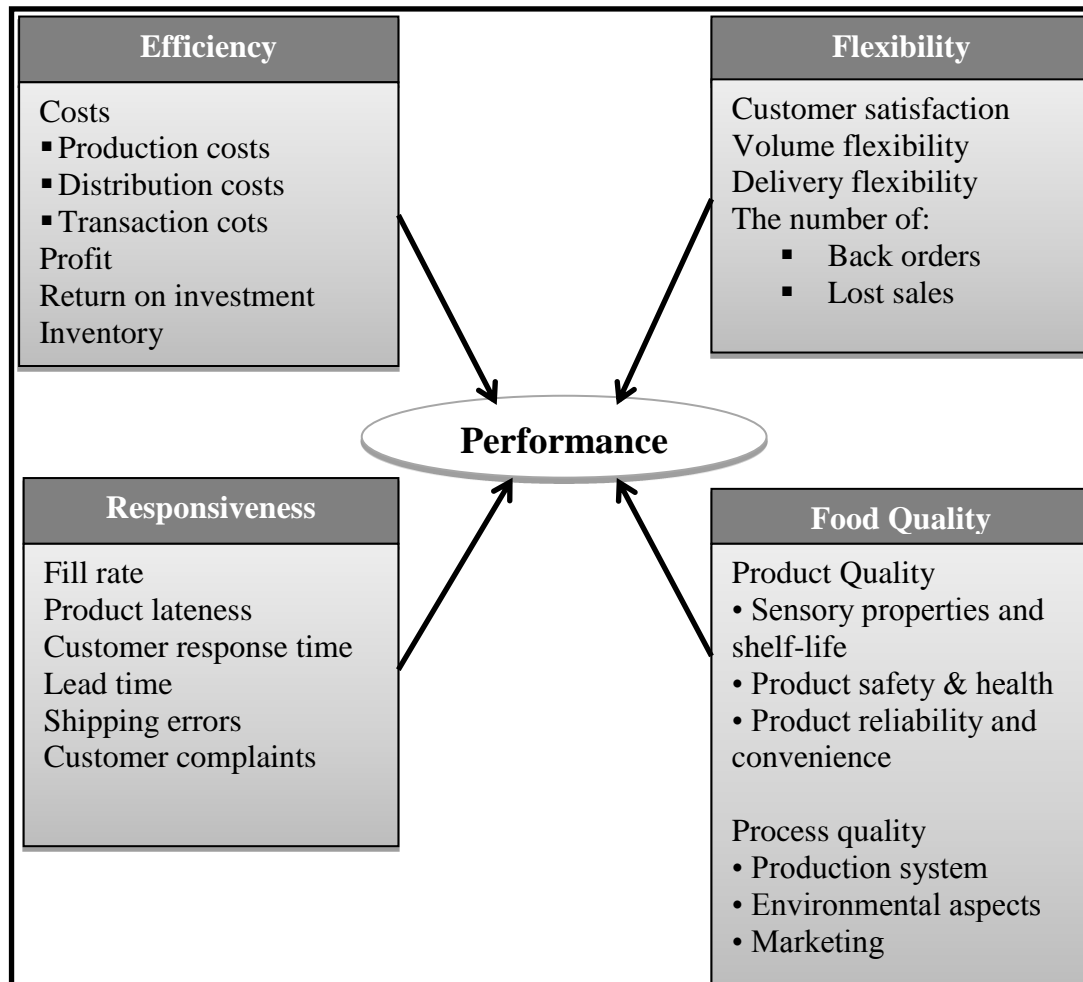 Efficiency
Costs
▪ Production costs
▪ Distribution costs
▪ Transaction cots
Profit
Return on investment
Inventory
Flexibility
Customer satisfaction
Volume flexibility
Delivery flexibility
The number of:
▪ Back orders
▪ Lost sales
Performance
Responsiveness
Fill rate
Product lateness
Customer response time
Lead time
Shipping errors
Customer complaints
Food Quality
Product Quality
• Sensory properties and
shelf-life
• Product safety & health
• Product reliability and
convenience
Process quality
• Production system
• Environmental aspects
• Marketing